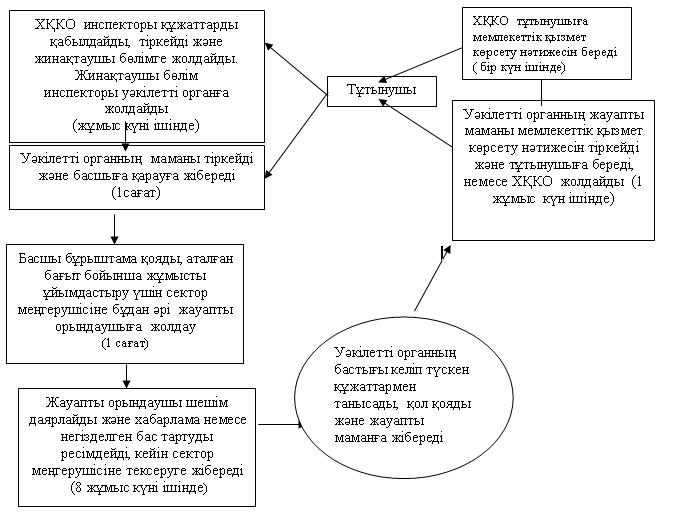 ХҚКО инспекторы құжаттарды
қабылдайды, тіркейді және
жинақтаушы бөлімге жолдайды.
Жинақтаушы бөлім
инспекторы уәкілетті органға
жолдайды
(жұмыс күні ішінде)
Уәкілетті органның маманы тіркейді
және басшыға қарауға жібереді
(1сағат)
Басшы бұрыштама қояды, аталған
бағыт бойынша жұмысты
ұйымдастыру үшін сектор
меңгерушісіне бұдан әрі жауапты
орындаушыға жолдау
(1 сағат)
Жауапты орындаушы шешім
даярлайды және хабарлама немесе
негізделген бас тартуды
ресімдейді, кейін сектор
меңгерушісіне тексеруге жібереді
(8 жұмыс күні ішінде)
Уәкілетті органның
бастығы келіп түскен
құжаттармен
танысады, қол қояды
және жауапты
маманға жібереді
Уәкілетті органның жауапты
маманы мемлекеттік қызмет
көрсету нәтижесін тіркейді
және тұтынушыға береді,
немесе ХҚКО жолдайды (1
жұмыс күн ішінде)
ХҚКО тұтынушыға
мемлекеттік қызмет
көрсету нәтижесін береді
( бір күн ішінде)
Тұтынушы